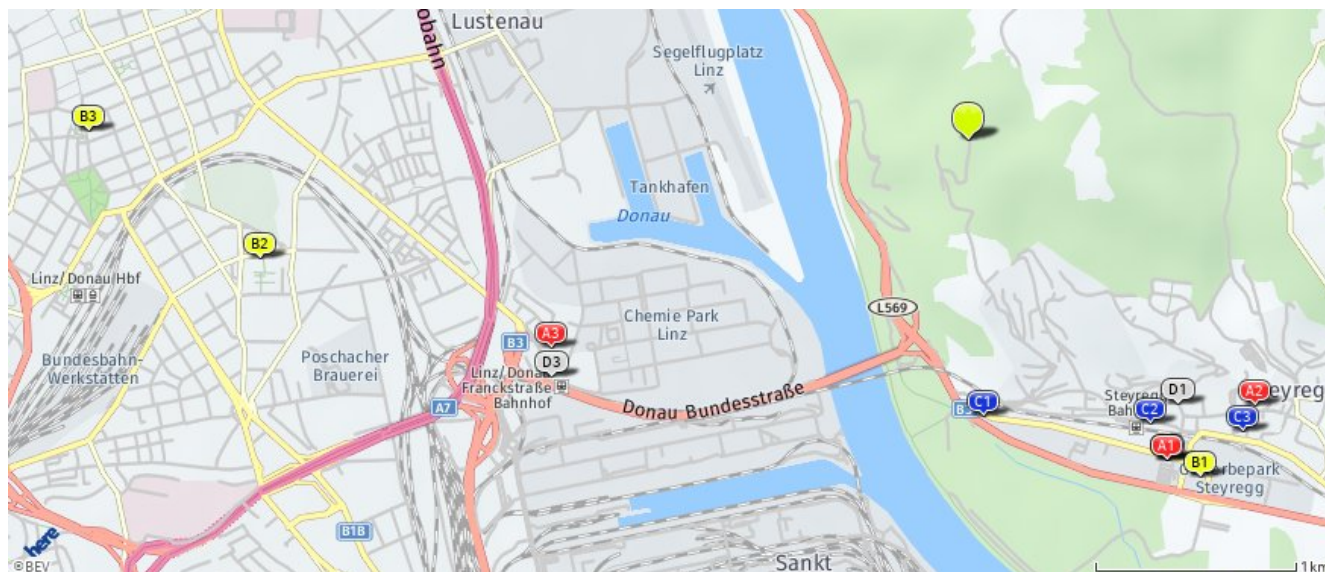 Lustenau
obahn
Segelflugplatz
Linz
B3
Tankhafen
Donau
B2
Linz/Donau Hbf
L569
Chemie Park
Linz
A3
B3
D3
Bundesbahn-
Werkstätten
Poschacher
Brauerei
Linz/Donau
Franckstraße
Bahnhof
Donau Bundesstraße
A7
C1
D1
A2
Steyregg
C2
C3
A1
B1
Steyregg
B1B
Sankt
here
©BEV
1km